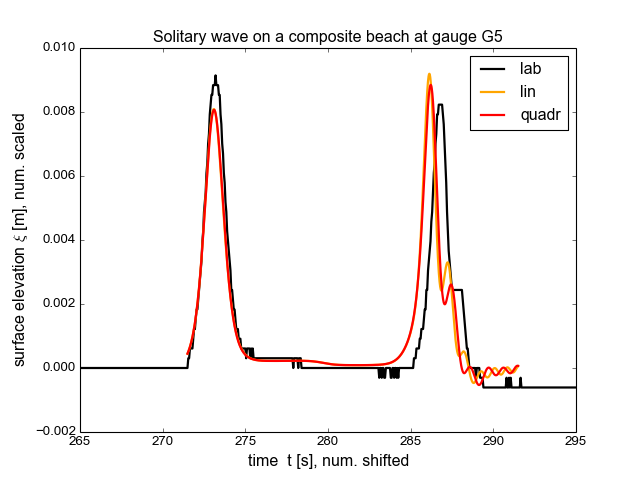 Solitary wave on a composite beach at gauge G5
surface elevation ξ [m], num. scaled
0.010
0.008
0.006
0.004
0.002
0.000
−0.002
lab
lin
quadr
265 270 275 280 285 290 295
time t [s], num. shifted